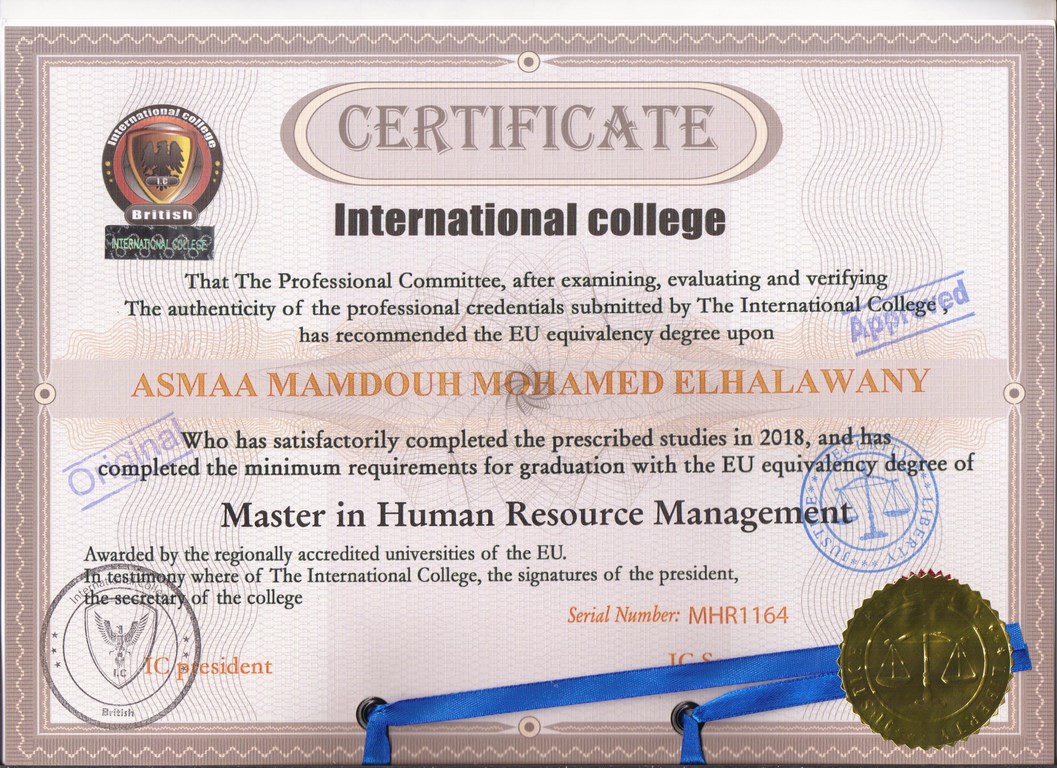 International college
I.C
British
INTERNATIONAL COLLEGE
CERTIFICATE
International college
That The Professional Committee, after examining, evaluating and verifying
The authenticity of the professional credentials submitted by The International College ,
has recommended the EU equivalency degree upon
Approved
ASMAA MAMDOUH MOHAMED ELHALAWANY
Original
Who has satisfactorily completed the prescribed studies in 2018, and has
completed the minimum requirements for graduation with the EU equivalency degree of
Master in Human Resource Management
SECURITY LIBERTY JUSTICE
Awarded by the regionally accredited universities of the EU.
In testimony where of The International College, the signatures of the president,
the secretary of the college
Serial Number: MHR1164
International College
I.C
British
IC president
IC